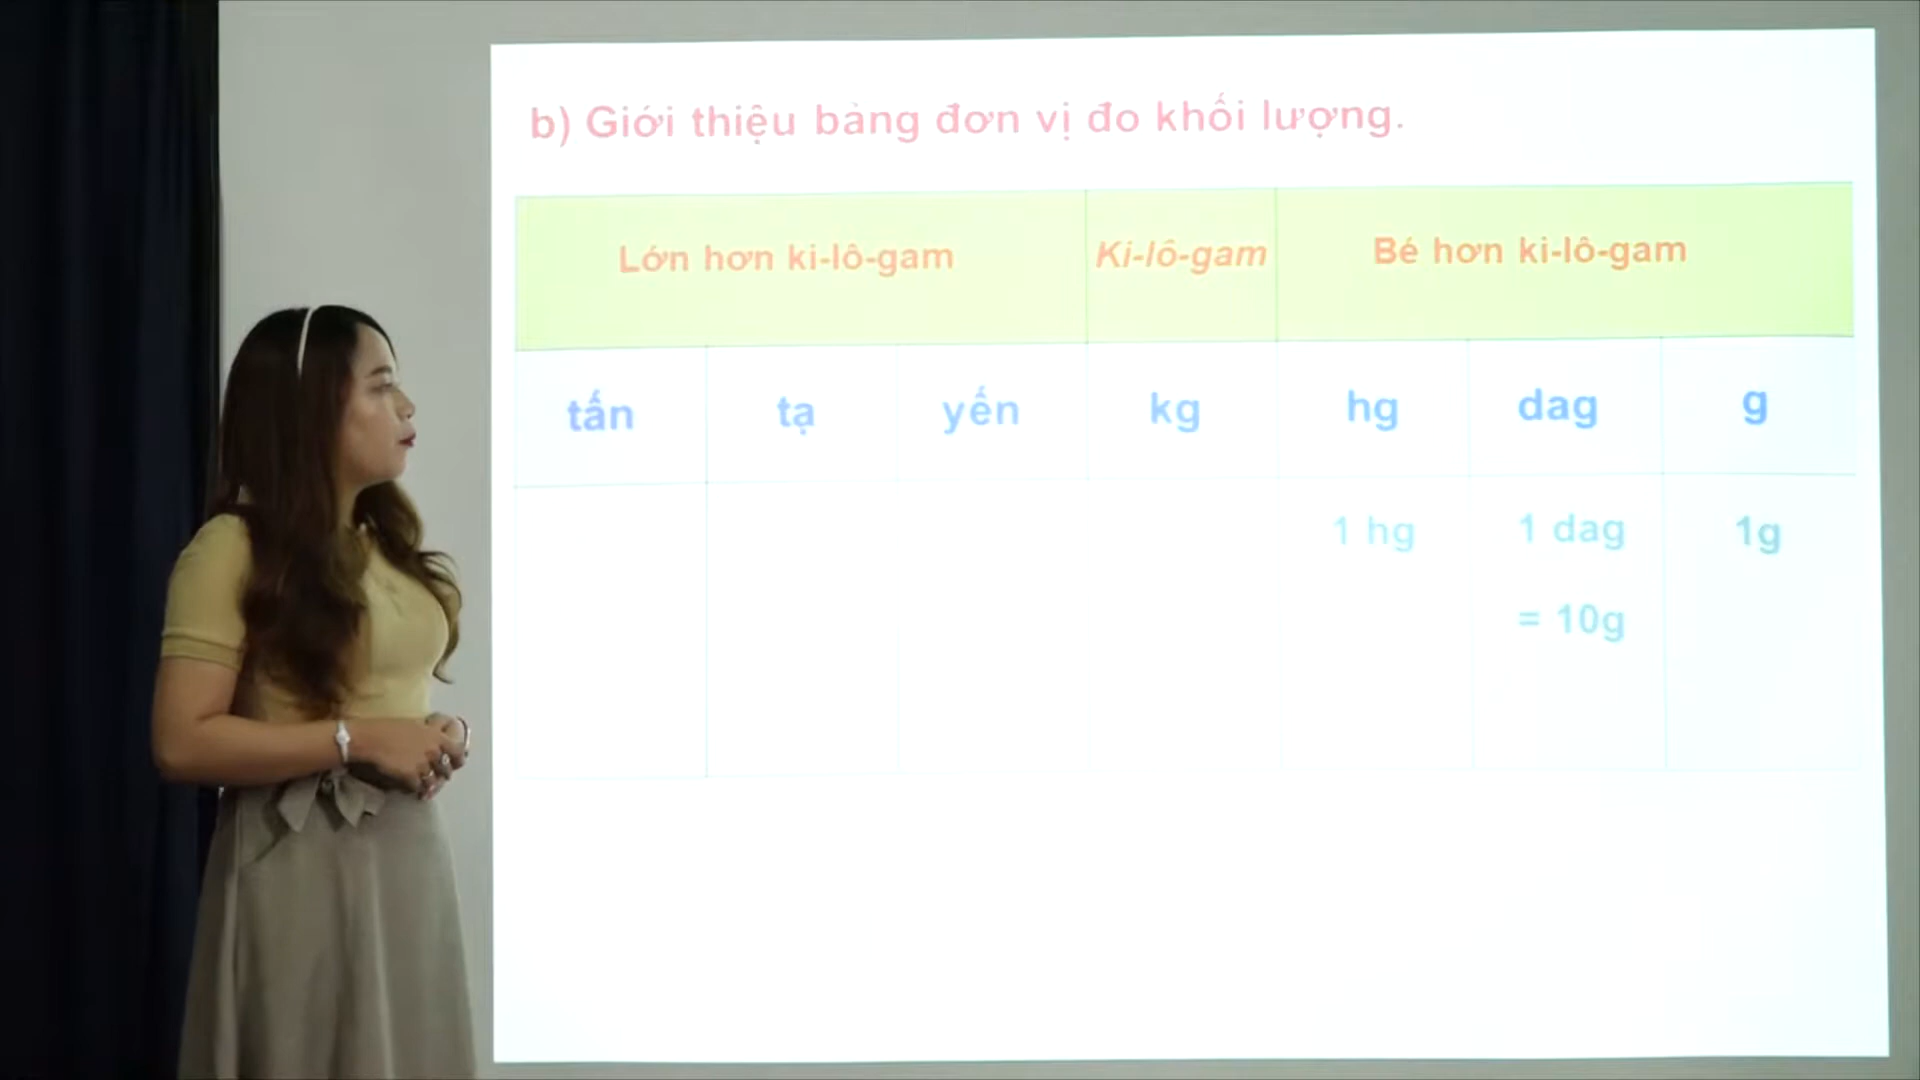 b) Giới thiệu bảng đơn vị đo khối lượng.
Lớn hơn ki-lô-gam Ki-lô-gam Bé hơn ki-lô-gam
tấn tạ yến kg hg dag g
1 hg 1 dag 1g
= 10g